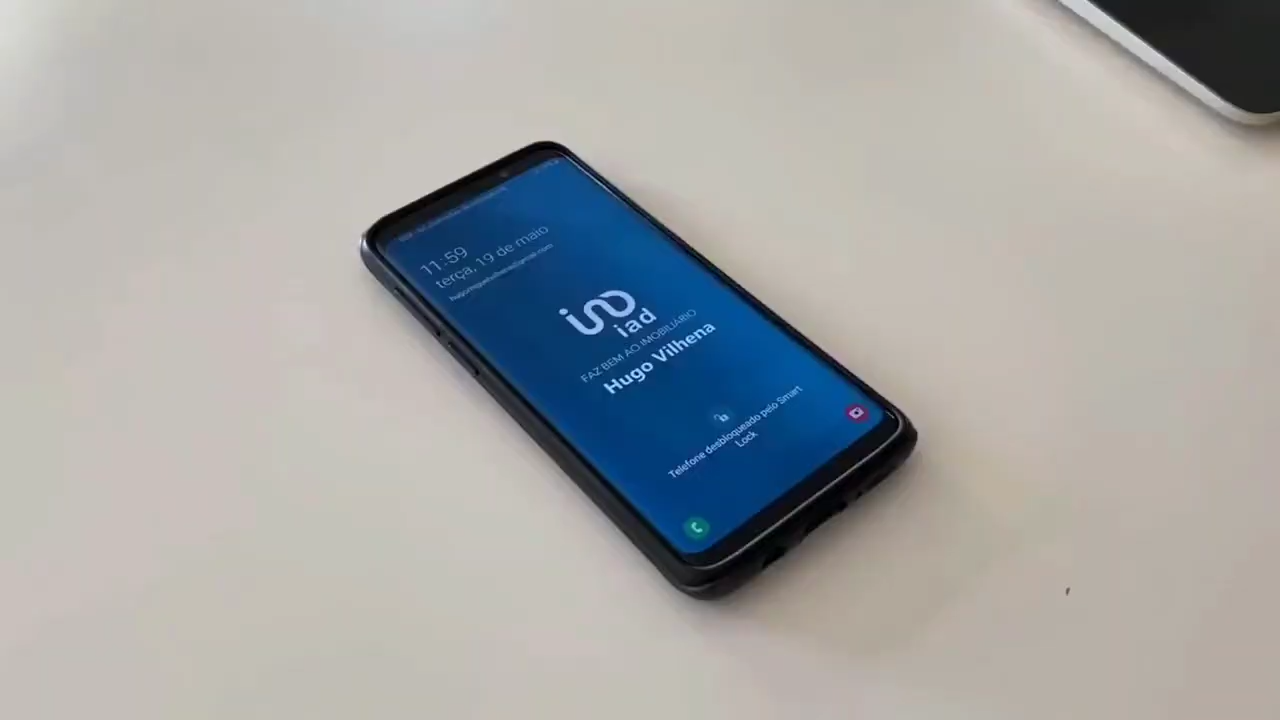 11:59
terça, 19 de maio
iad
FAZ BEM AO IMOBILIÁRIO
Hugo Vilhena
Telefone desbloqueado pelo Smart
Lock